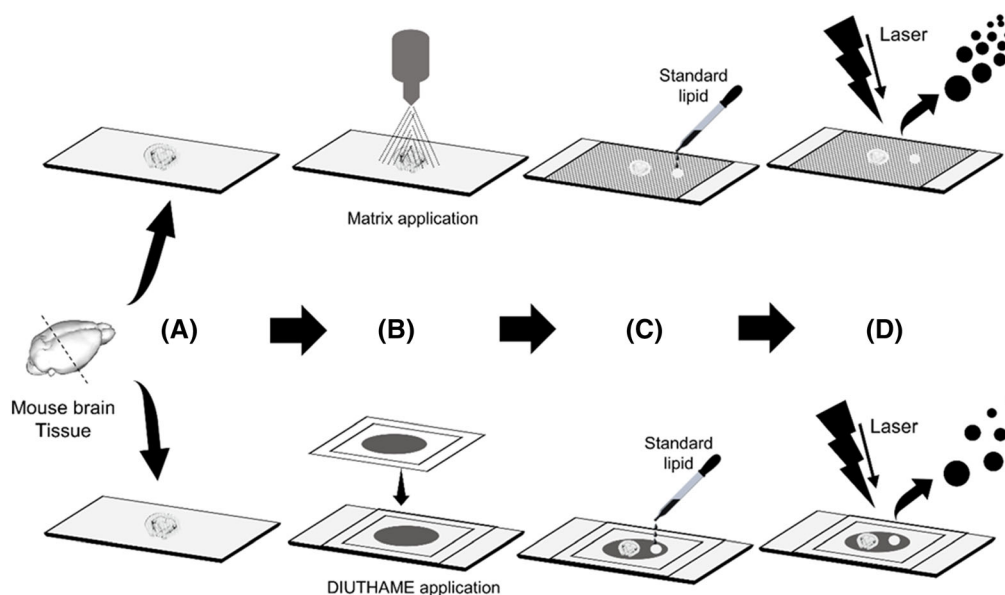 Laser
Standard
lipid
Matrix application
(A)
(B)
(C)
(D)
Mouse brain
Tissue
Standard
lipid
Laser
DIUTHAME application